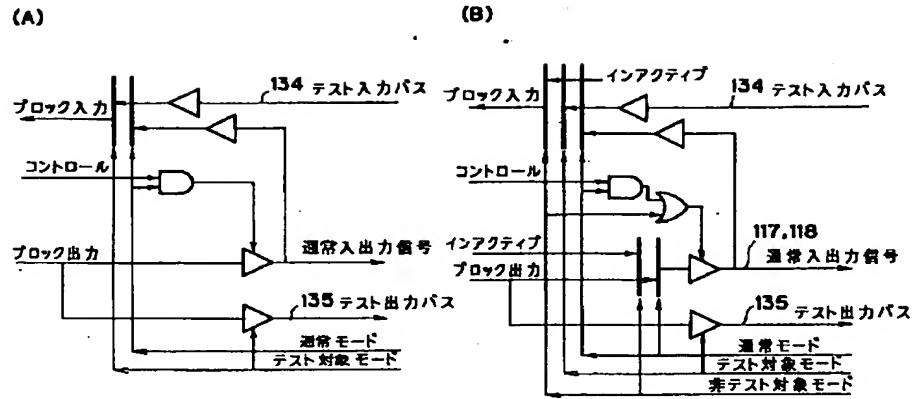 (A)
ブロック入力
134 テスト入力バス
コントロール
ブロック出力
通常入出力信号
135 テスト出力バス
通常モード
テスト対象モード
(B)
インアクティブ
ブロック入力
134 テスト入力バス
コントロール
インアクティブ
ブロック出力
117,118
通常入出力信号
135 テスト出力バス
通常モード
テスト対象モード
非テスト対象モード